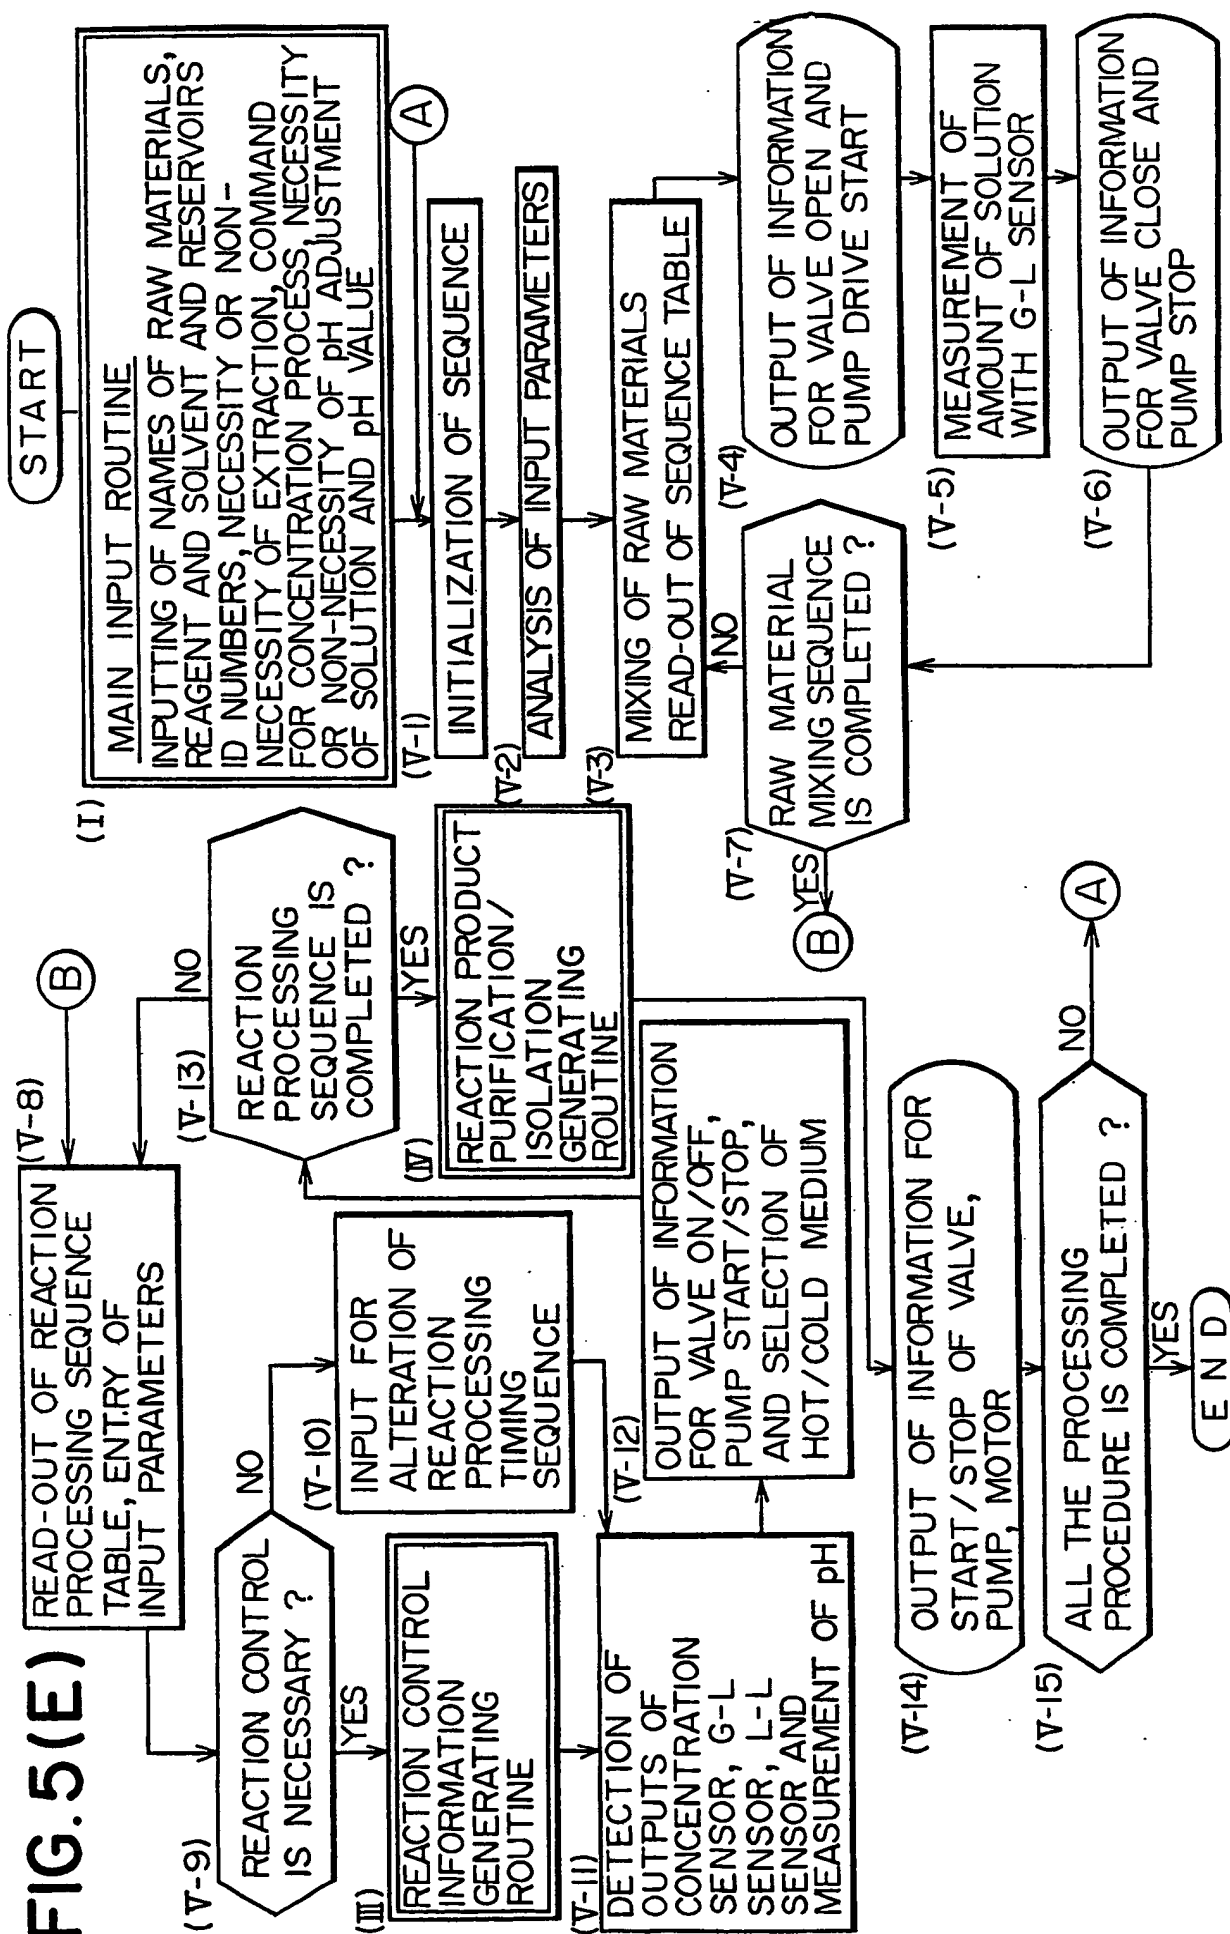 FIG. 5(E)
START
(I)
MAIN INPUT ROUTINE
INPUTTING OF NAMES OF RAW MATERIALS,
REAGENT AND SOLVENT AND RESERVOIRS
ID NUMBERS, NECESSITY OR NON-
NECESSITY OF EXTRACTION, COMMAND
FOR CONCENTRATION PROCESS, NECESSITY
OR NON-NECESSITY OF pH ADJUSTMENT
OF SOLUTION AND pH VALUE
A
(V-1)
INITIALIZATION OF SEQUENCE
(V-2)
ANALYSIS OF INPUT PARAMETERS
(V-3)
MIXING OF RAW MATERIALS
READ-OUT OF SEQUENCE TABLE
(V-4)
OUTPUT OF INFORMATION
FOR VALVE OPEN AND
PUMP DRIVE START
(V-5)
MEASUREMENT OF
AMOUNT OF SOLUTION
WITH G-L SENSOR
(V-6)
OUTPUT OF INFORMATION
FOR VALVE CLOSE AND
PUMP STOP
(V-7)
RAW MATERIAL
MIXING SEQUENCE
IS COMPLETED ?
NO
YES
B
B
(V-8)
READ-OUT OF REACTION
PROCESSING SEQUENCE
TABLE, ENTRY OF
INPUT PARAMETERS
(V-9)
REACTION CONTROL
IS NECESSARY ?
NO
YES
(V-10)
INPUT FOR
ALTERATION OF
REACTION
PROCESSING
TIMING
SEQUENCE
(III)
REACTION CONTROL
INFORMATION
GENERATING
ROUTINE
(V-11)
DETECTION OF
OUTPUTS OF
CONCENTRATION
SENSOR, G-L
SENSOR, L-L
SENSOR AND
MEASUREMENT OF pH
(V-12)
OUTPUT OF INFORMATION
FOR VALVE ON/OFF,
PUMP START/STOP,
AND SELECTION OF
HOT/COLD MEDIUM
(V-13)
REACTION
PROCESSING
SEQUENCE IS
COMPLETED ?
NO
YES
(IV)
REACTION PRODUCT
PURIFICATION/
ISOLATION
GENERATING
ROUTINE
(V-14)
OUTPUT OF INFORMATION FOR
START/STOP OF VALVE,
PUMP, MOTOR
(V-15)
ALL THE PROCESSING
PROCEDURE IS COMPLETED ?
NO
A
YES
END